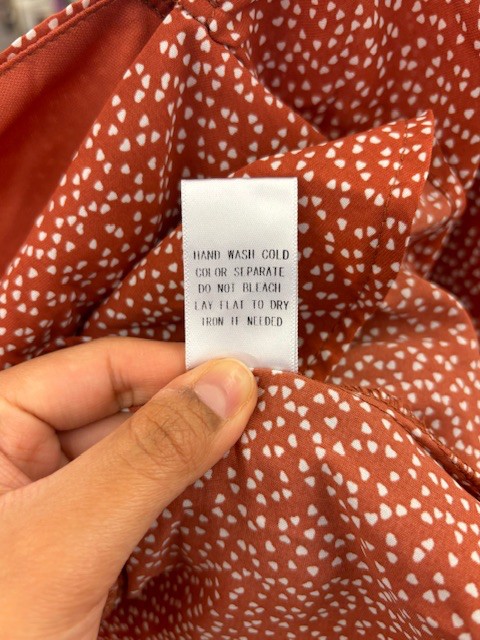 HAND WASH COLD
COLOR SEPARATE
DO NOT BLEACH
LAY FLAT TO DRY
IRON IF NEEDED